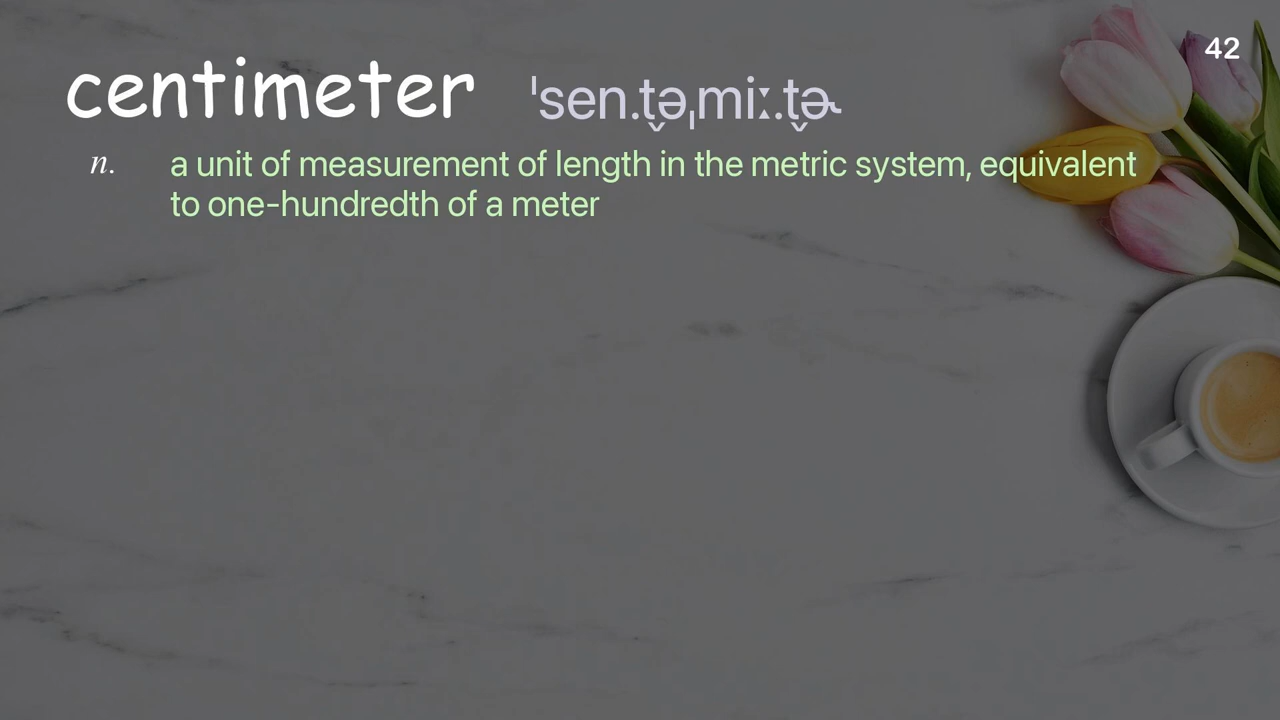 42
centimeter ˈsen.t̬əˌmiː.t̬ɚ
n. a unit of measurement of length in the metric system, equivalent
to one-hundredth of a meter